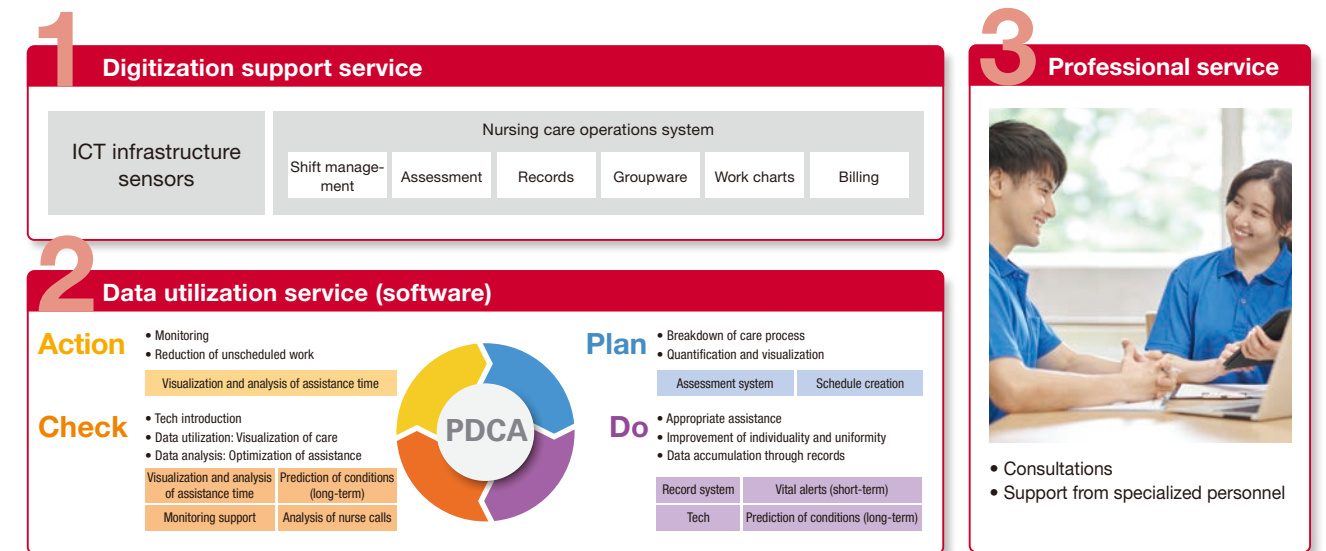 1
Digitization support service
ICT infrastructure
sensors
Nursing care operations system
Shift manage-
ment
Assessment
Records
Groupware
Work charts
Billing
2
Data utilization service (software)
Action
• Monitoring
• Reduction of unscheduled work
Visualization and analysis of assistance time
Check
• Tech introduction
• Data utilization: Visualization of care
• Data analysis: Optimization of assistance
Visualization and analysis
of assistance time
Prediction of conditions
(long-term)
Monitoring support
Analysis of nurse calls
PDCA
Plan
• Breakdown of care process
• Quantification and visualization
Assessment system
Schedule creation
Do
• Appropriate assistance
• Improvement of individuality and uniformity
• Data accumulation through records
Record system
Vital alerts (short-term)
Tech
Prediction of conditions (long-term)
3
Professional service
• Consultations
• Support from specialized personnel